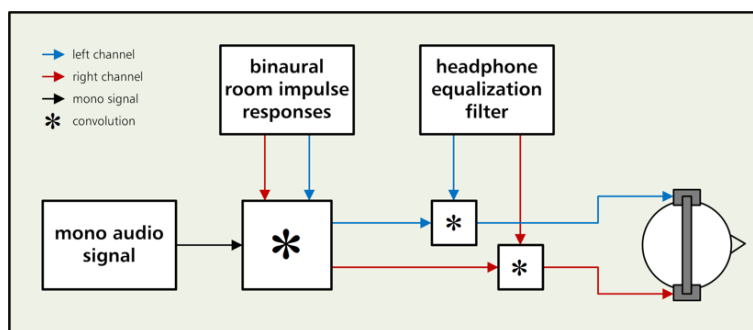 left channel
right channel
mono signal
* convolution
binaural
room impulse
responses
headphone
equalization
filter
mono audio
signal
*
*
*